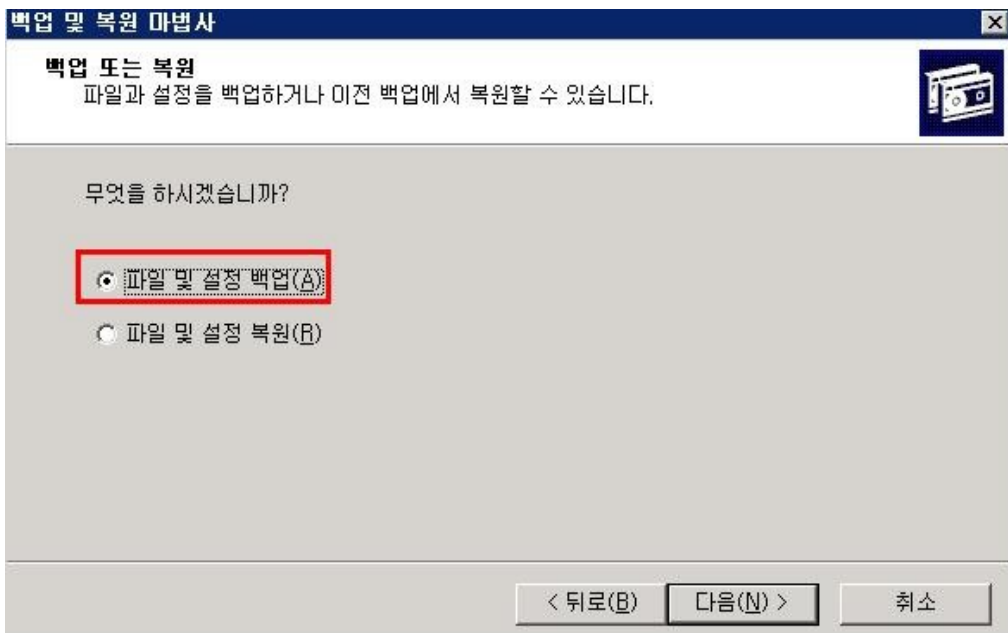 백업 및 복원 마법사
백업 또는 복원
파일과 설정을 백업하거나 이전 백업에서 복원할 수 있습니다.
무엇을 하시겠습니까?
파일 및 설정 백업(A)
파일 및 설정 복원(R)
< 뒤로(B) 다음(N) > 취소